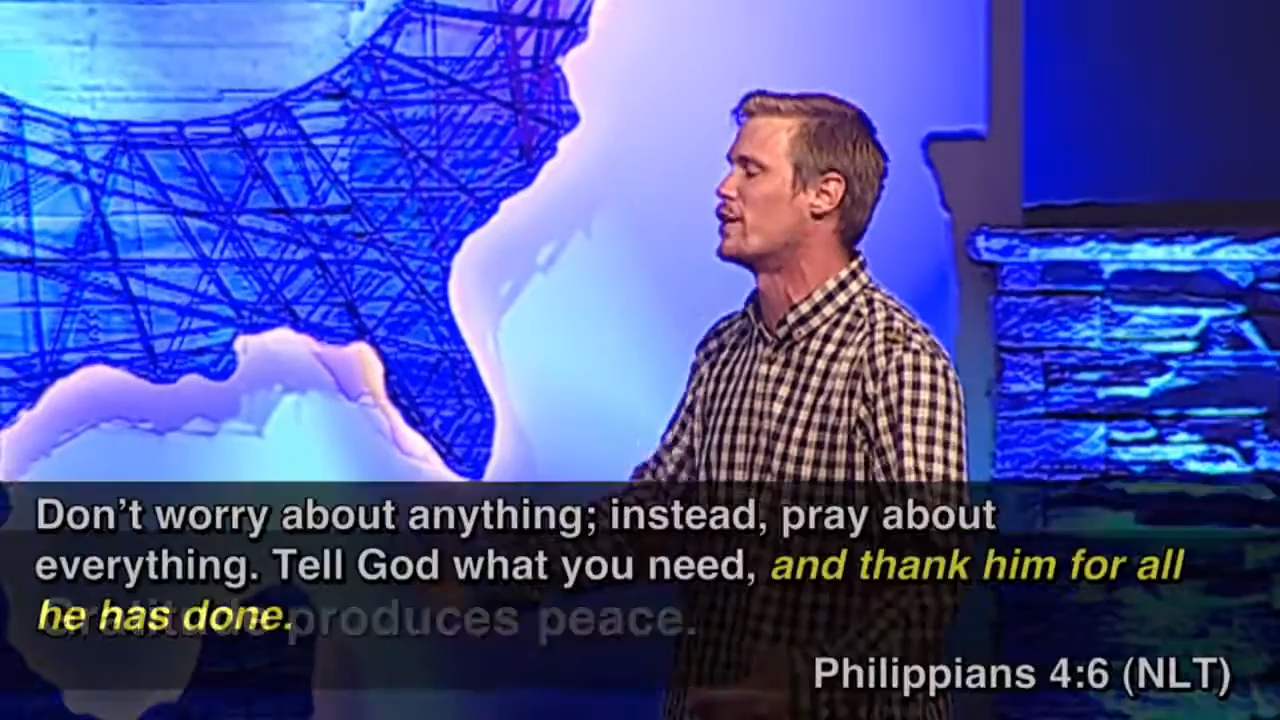 Don't worry about anything; instead, pray about
everything. Tell God what you need, and thank him for all
he has done.
Gratitude produces peace.
Philippians 4:6 (NLT)